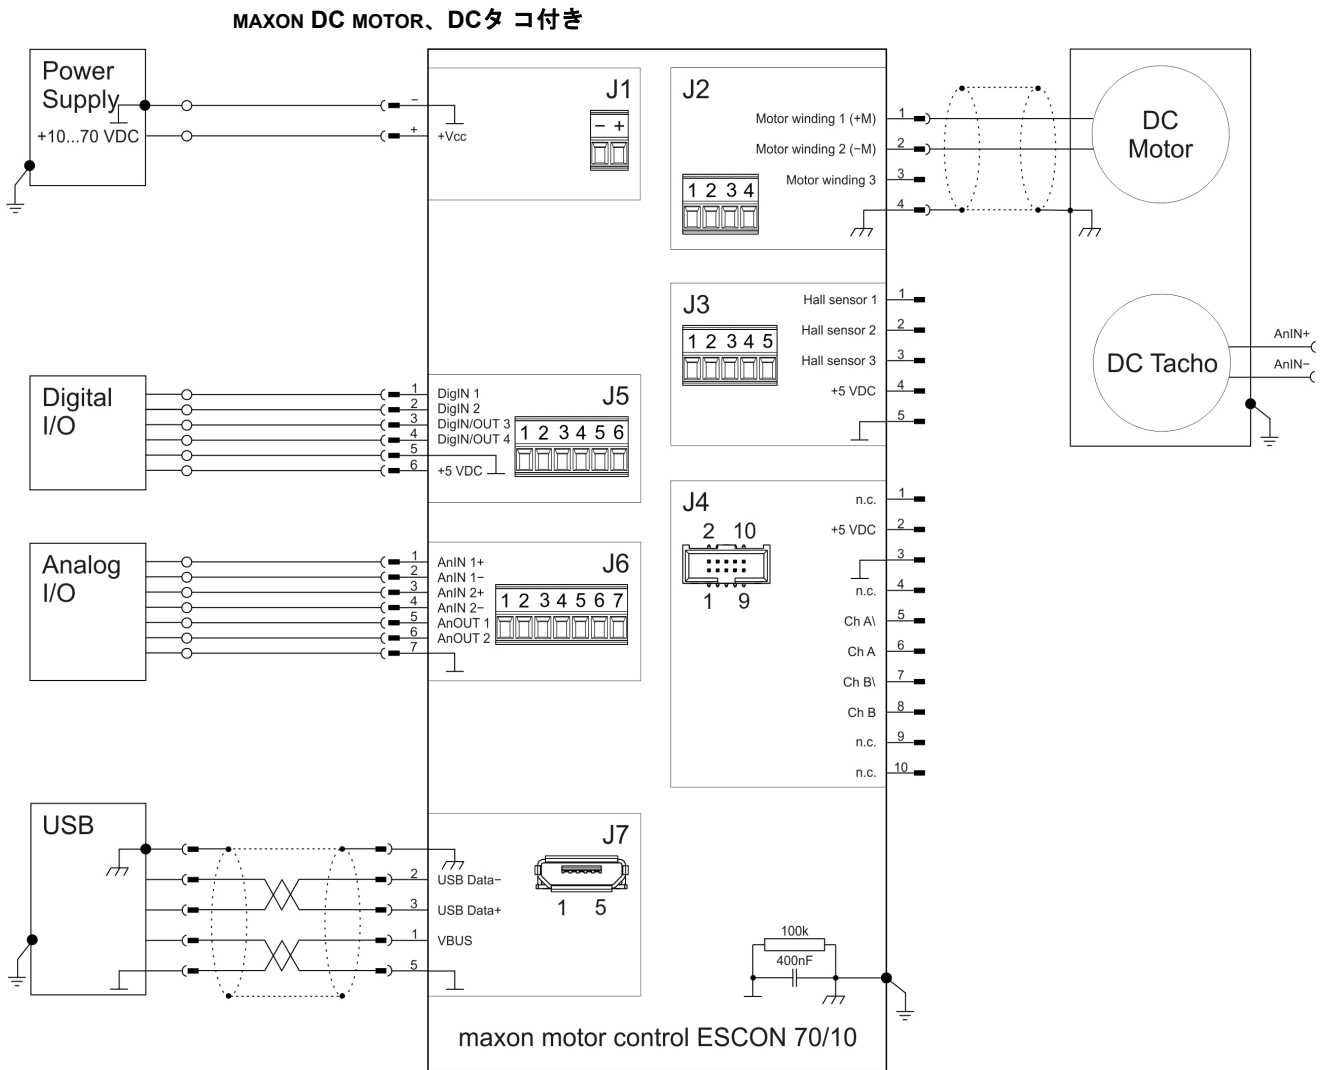 MAXON DC MOTOR、DCタ コ付き
Power
Supply
+10...70 VDC
−
+
+Vcc
J1
− +
J2
1 2 3 4
Motor winding 1 (+M)
1
Motor winding 2 (−M)
2
Motor winding 3
3
4
DC
Motor
J3
1 2 3 4 5
Hall sensor 1
1
Hall sensor 2
2
Hall sensor 3
3
+5 VDC
4
5
DC Tacho
AnIN+
AnIN−
Digital
I/O
1
DigIN 1
2
DigIN 2
3
DigIN/OUT 3
4
DigIN/OUT 4
5
6
+5 VDC
J5
1 2 3 4 5 6
J4
2 10
1 9
n.c.
1
+5 VDC
2
3
n.c.
4
Ch A\
5
Ch A
6
Ch B\
7
Ch B
8
n.c.
9
n.c.
10
Analog
I/O
1
AnIN 1+
2
AnIN 1−
3
AnIN 2+
4
AnIN 2−
5
AnOUT 1
6
AnOUT 2
7
J6
1 2 3 4 5 6 7
USB
2
USB Data−
3
USB Data+
1
VBUS
5
J7
1 5
100k
400nF
maxon motor control ESCON 70/10